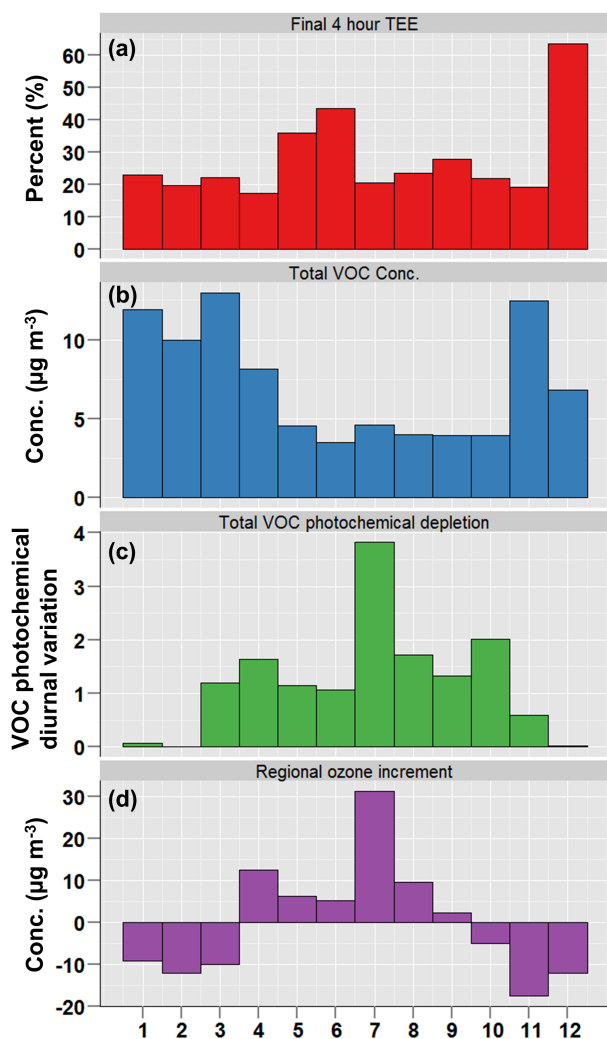 Final 4 hour TEE
(a)
Percent (%)
60
50
40
30
20
10
0
Total VOC Conc.
(b)
Conc. (µg m-3)
10
5
0
Total VOC photochemical depletion
(c)
VOC photochemical
diurnal variation
4
3
2
1
0
Regional ozone increment
(d)
Conc. (µg m-3)
30
20
10
0
-10
-20
1 2 3 4 5 6 7 8 9 10 11 12